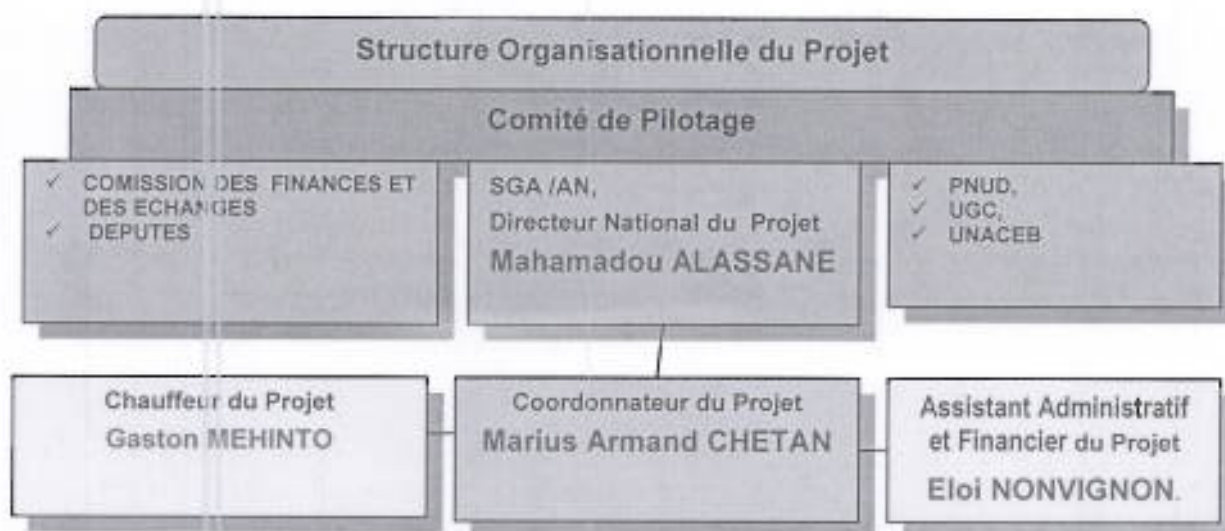 Structure Organisationnelle du Projet
Comité de Pilotage
✓ COMISSION DES FINANCES ET
DES ECHANGES
✓ DEPUTES
SGA /AN,
Directeur National du Projet
Mahamadou ALASSANE
✓ PNUD,
✓ UGC,
✓ UNACEB
Chauffeur du Projet
Gaston MEHINTO
Coordonnateur du Projet
Marius Armand CHETAN
Assistant Administratif
et Financier du Projet
Eloi NONVIGNON.